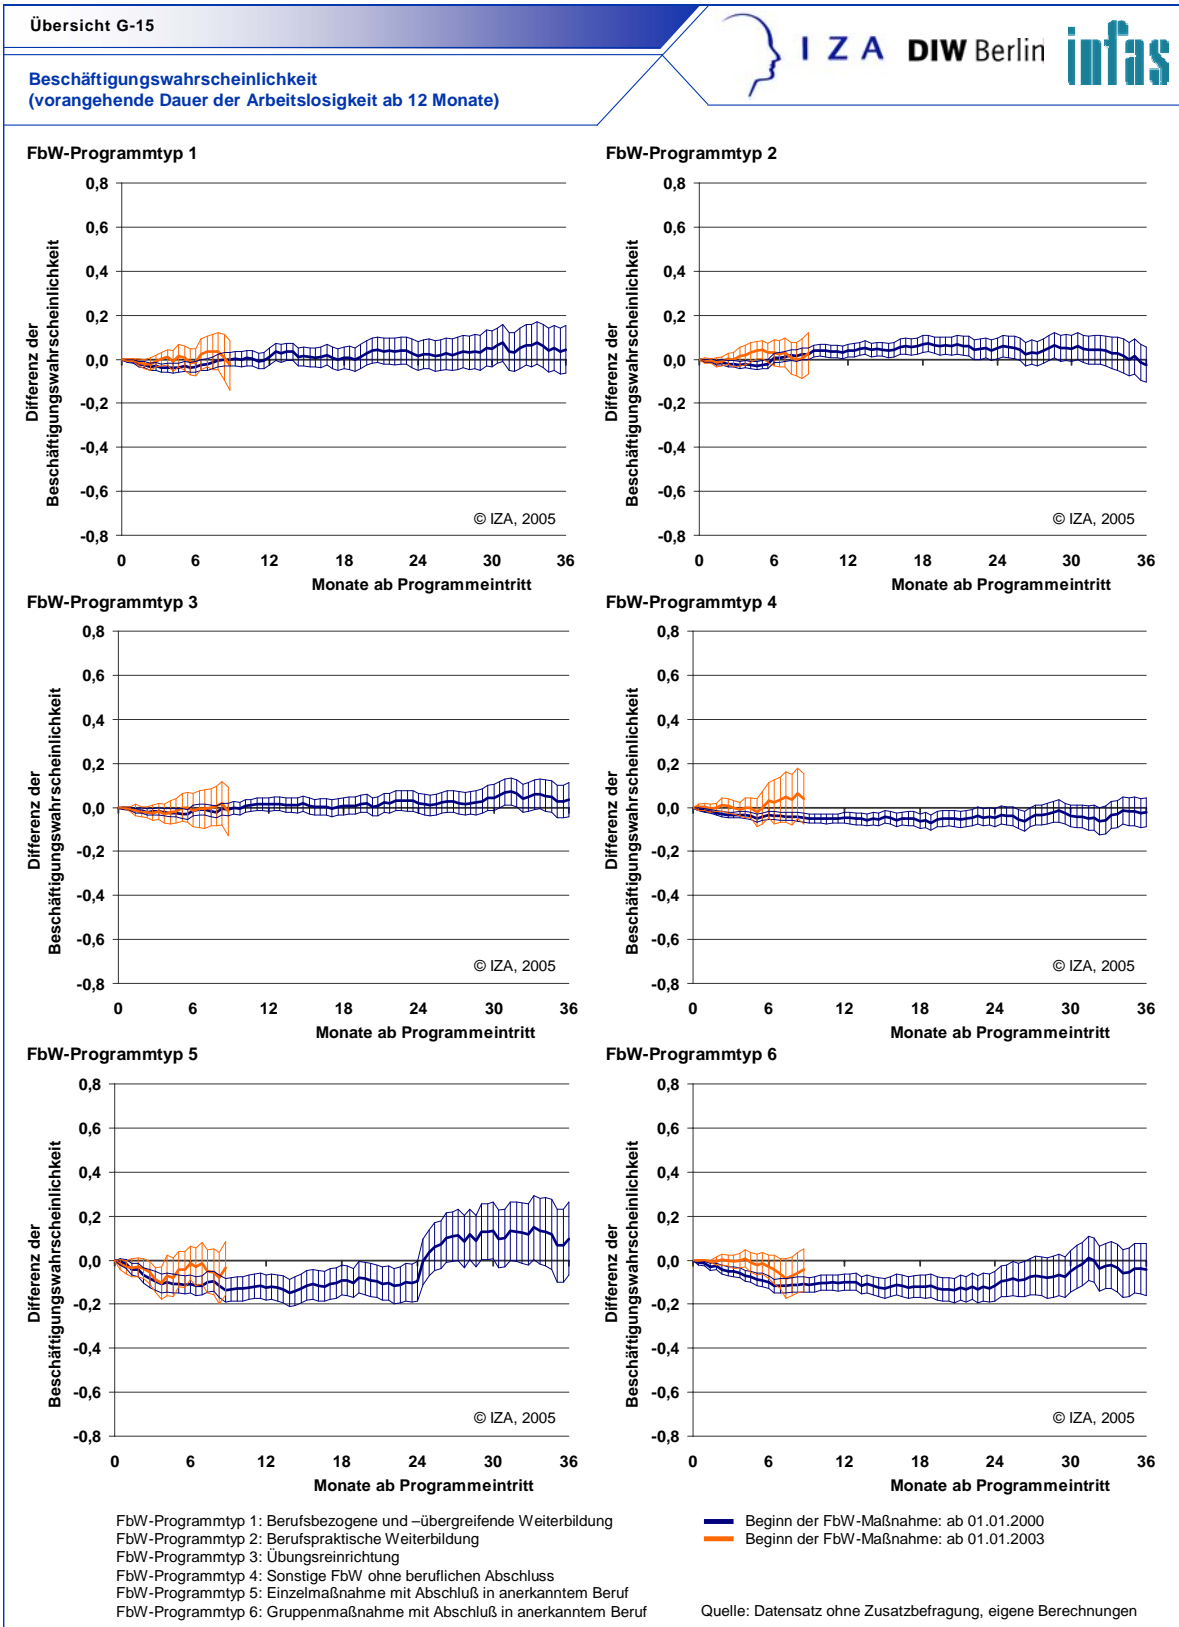 Übersicht G-15
IZA DIW Berlin infas
Beschäftigungswahrscheinlichkeit
(vorangehende Dauer der Arbeitslosigkeit ab 12 Monate)
FbW-Programmtyp 1
Differenz der
Beschäftigungswahrscheinlichkeit
0,8
0,6
0,4
0,2
0,0
-0,2
-0,4
-0,6
-0,8
© IZA, 2005
0 6 12 18 24 30 36
Monate ab Programmeintritt
FbW-Programmtyp 2
Differenz der
Beschäftigungswahrscheinlichkeit
0,8
0,6
0,4
0,2
0,0
-0,2
-0,4
-0,6
-0,8
© IZA, 2005
0 6 12 18 24 30 36
Monate ab Programmeintritt
FbW-Programmtyp 3
Differenz der
Beschäftigungswahrscheinlichkeit
0,8
0,6
0,4
0,2
0,0
-0,2
-0,4
-0,6
-0,8
© IZA, 2005
0 6 12 18 24 30 36
Monate ab Programmeintritt
FbW-Programmtyp 4
Differenz der
Beschäftigungswahrscheinlichkeit
0,8
0,6
0,4
0,2
0,0
-0,2
-0,4
-0,6
-0,8
© IZA, 2005
0 6 12 18 24 30 36
Monate ab Programmeintritt
FbW-Programmtyp 5
Differenz der
Beschäftigungswahrscheinlichkeit
0,8
0,6
0,4
0,2
0,0
-0,2
-0,4
-0,6
-0,8
© IZA, 2005
0 6 12 18 24 30 36
Monate ab Programmeintritt
FbW-Programmtyp 6
Differenz der
Beschäftigungswahrscheinlichkeit
0,8
0,6
0,4
0,2
0,0
-0,2
-0,4
-0,6
-0,8
© IZA, 2005
0 6 12 18 24 30 36
Monate ab Programmeintritt
FbW-Programmtyp 1: Berufsbezogene und –übergreifende Weiterbildung
FbW-Programmtyp 2: Berufspraktische Weiterbildung
FbW-Programmtyp 3: Übungsreinrichtung
FbW-Programmtyp 4: Sonstige FbW ohne beruflichen Abschluss
FbW-Programmtyp 5: Einzelmaßnahme mit Abschluß in anerkanntem Beruf
FbW-Programmtyp 6: Gruppenmaßnahme mit Abschluß in anerkanntem Beruf
Beginn der FbW-Maßnahme: ab 01.01.2000
Beginn der FbW-Maßnahme: ab 01.01.2003
Quelle: Datensatz ohne Zusatzbefragung, eigene Berechnungen